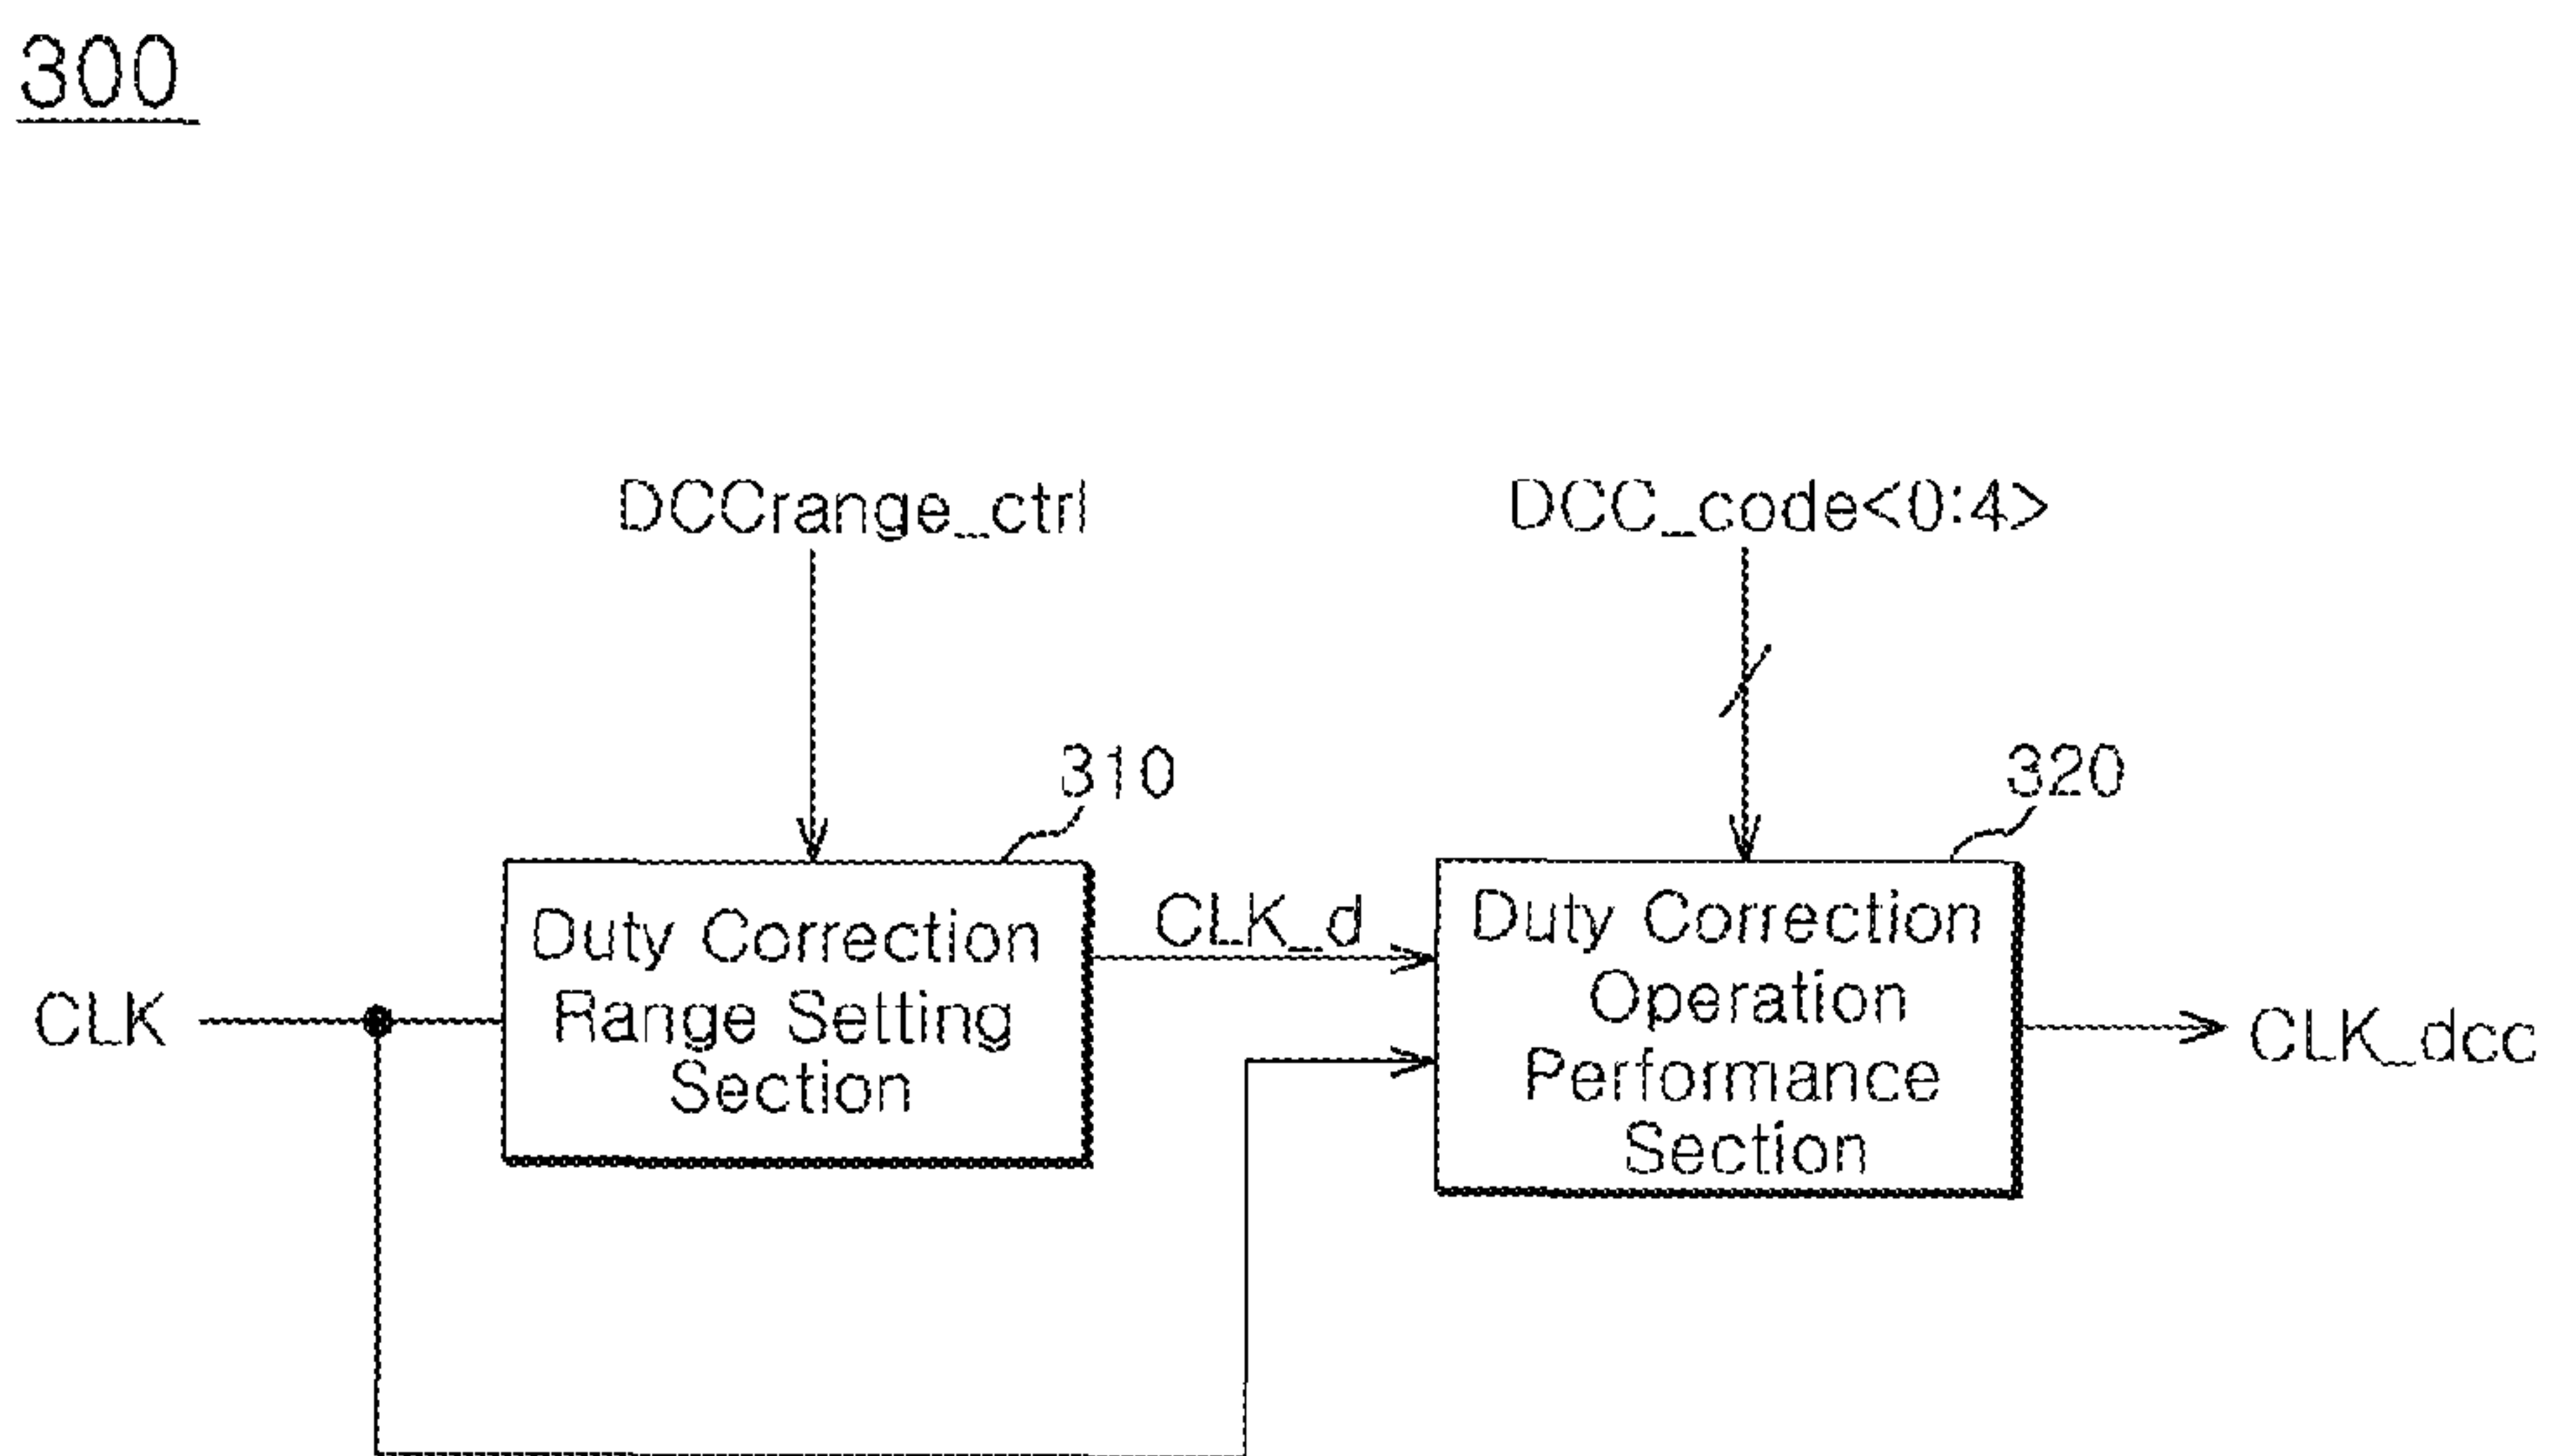 300
DCCrange_ctrl
DCC_code<0:4>
310
320
Duty Correction
Range Setting
Section
CLK_d
Duty Correction
Operation
Performance
Section
CLK
CLK_dcc